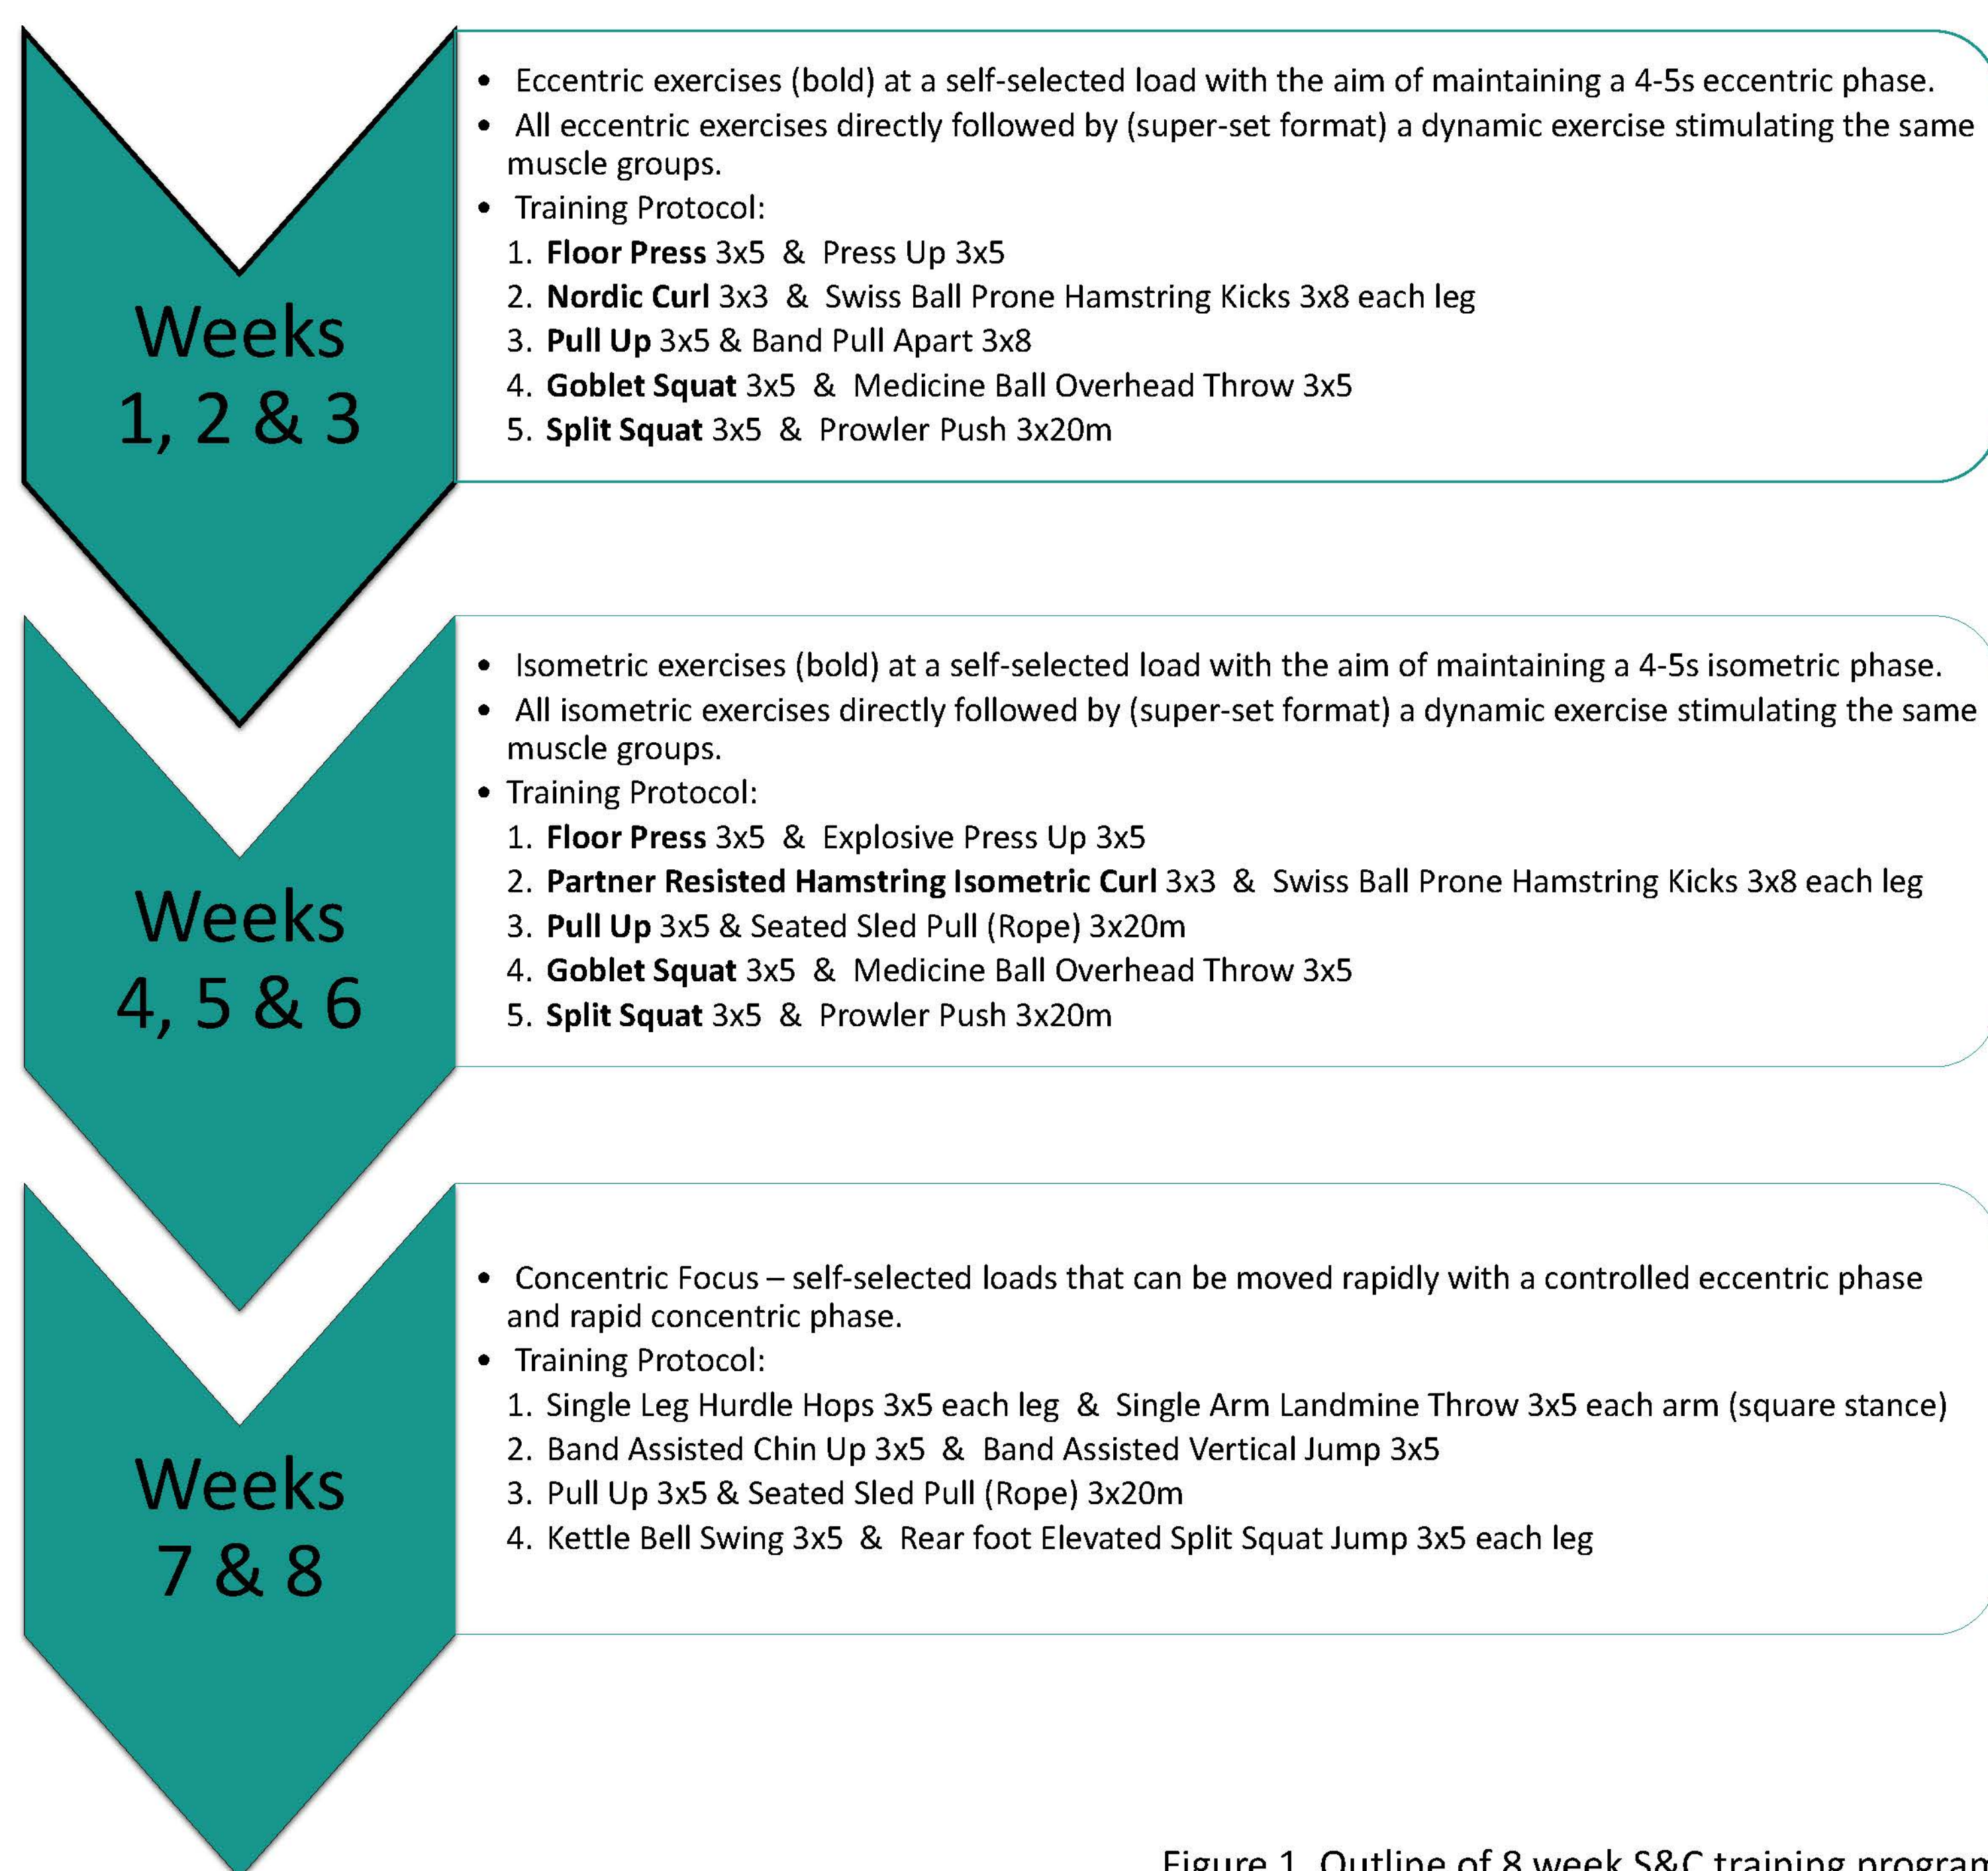 Weeks
1, 2 & 3
• Eccentric exercises (bold) at a self-selected load with the aim of maintaining a 4-5s eccentric phase.
• All eccentric exercises directly followed by (super-set format) a dynamic exercise stimulating the same
muscle groups.
• Training Protocol:
1. Floor Press 3x5 & Press Up 3x5
2. Nordic Curl 3x3 & Swiss Ball Prone Hamstring Kicks 3x8 each leg
3. Pull Up 3x5 & Band Pull Apart 3x8
4. Goblet Squat 3x5 & Medicine Ball Overhead Throw 3x5
5. Split Squat 3x5 & Prowler Push 3x20m
Weeks
4, 5 & 6
• Isometric exercises (bold) at a self-selected load with the aim of maintaining a 4-5s isometric phase.
• All isometric exercises directly followed by (super-set format) a dynamic exercise stimulating the same
muscle groups.
• Training Protocol:
1. Floor Press 3x5 & Explosive Press Up 3x5
2. Partner Resisted Hamstring Isometric Curl 3x3 & Swiss Ball Prone Hamstring Kicks 3x8 each leg
3. Pull Up 3x5 & Seated Sled Pull (Rope) 3x20m
4. Goblet Squat 3x5 & Medicine Ball Overhead Throw 3x5
5. Split Squat 3x5 & Prowler Push 3x20m
Weeks
7 & 8
• Concentric Focus – self-selected loads that can be moved rapidly with a controlled eccentric phase
and rapid concentric phase.
• Training Protocol:
1. Single Leg Hurdle Hops 3x5 each leg & Single Arm Landmine Throw 3x5 each arm (square stance)
2. Band Assisted Chin Up 3x5 & Band Assisted Vertical Jump 3x5
3. Pull Up 3x5 & Seated Sled Pull (Rope) 3x20m
4. Kettle Bell Swing 3x5 & Rear foot Elevated Split Squat Jump 3x5 each leg
Figure 1. Outline of 8 week S&C training